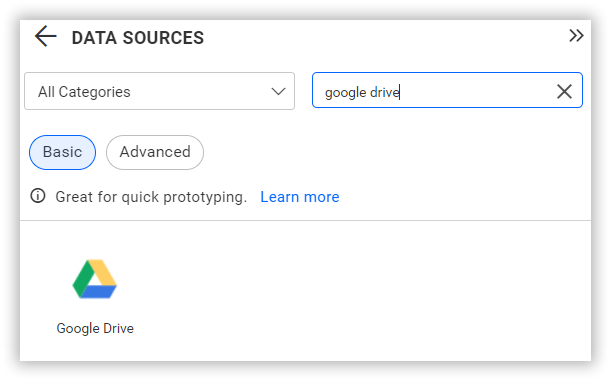 DATA SOURCES
All Categories
google drive
Basic
Advanced
Great for quick prototyping. Learn more
Google Drive